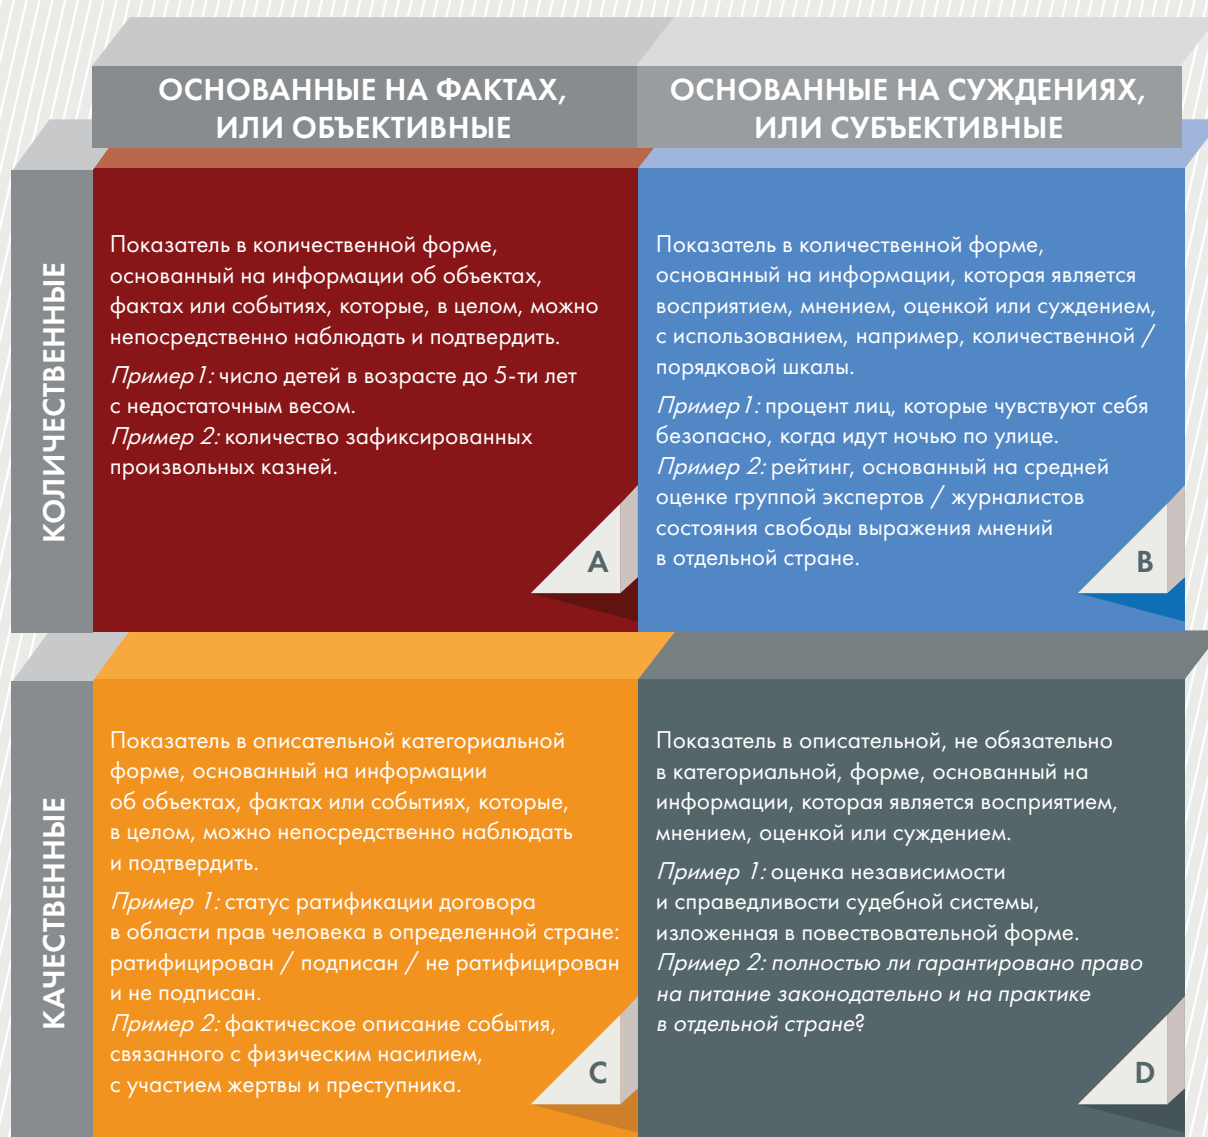 ОСНОВАННЫЕ НА ФАКТАХ,
ИЛИ ОБЪЕКТИВНЫЕ
ОСНОВАННЫЕ НА СУЖДЕНИЯХ,
ИЛИ СУБЪЕКТИВНЫЕ
КОЛИЧЕСТВЕННЫЕ
Показатель в количественной форме,
основанный на информации об объектах,
фактах или событиях, которые, в целом, можно
непосредственно наблюдать и подтвердить.
Пример1: число детей в возрасте до 5-ти лет
с недостаточным весом.
Пример 2: количество зафиксированных
произвольных казней.
A
Показатель в количественной форме,
основанный на информации, которая является
восприятием, мнением, оценкой или суждением,
с использованием, например, количественной /
порядковой шкалы.
Пример1: процент лиц, которые чувствуют себя
безопасно, когда идут ночью по улице.
Пример 2: рейтинг, основанный на средней
оценке группой экспертов / журналистов
состояния свободы выражения мнений
в отдельной стране.
B
КАЧЕСТВЕННЫЕ
Показатель в описательной категориальной
форме, основанный на информации
об объектах, фактах или событиях, которые,
в целом, можно непосредственно наблюдать
и подтвердить.
Пример 1: статус ратификации договора
в области прав человека в определенной стране:
ратифицирован / подписан / не ратифицирован
и не подписан.
Пример 2: фактическое описание события,
связанного с физическим насилием,
с участием жертвы и преступника.
C
Показатель в описательной, не обязательно
в категориальной, форме, основанный на
информации, которая является восприятием,
мнением, оценкой или суждением.
Пример 1: оценка независимости
и справедливости судебной системы,
изложенная в повествовательной форме.
Пример 2: полностью ли гарантировано право
на питание законодательно и на практике
в отдельной стране?
D